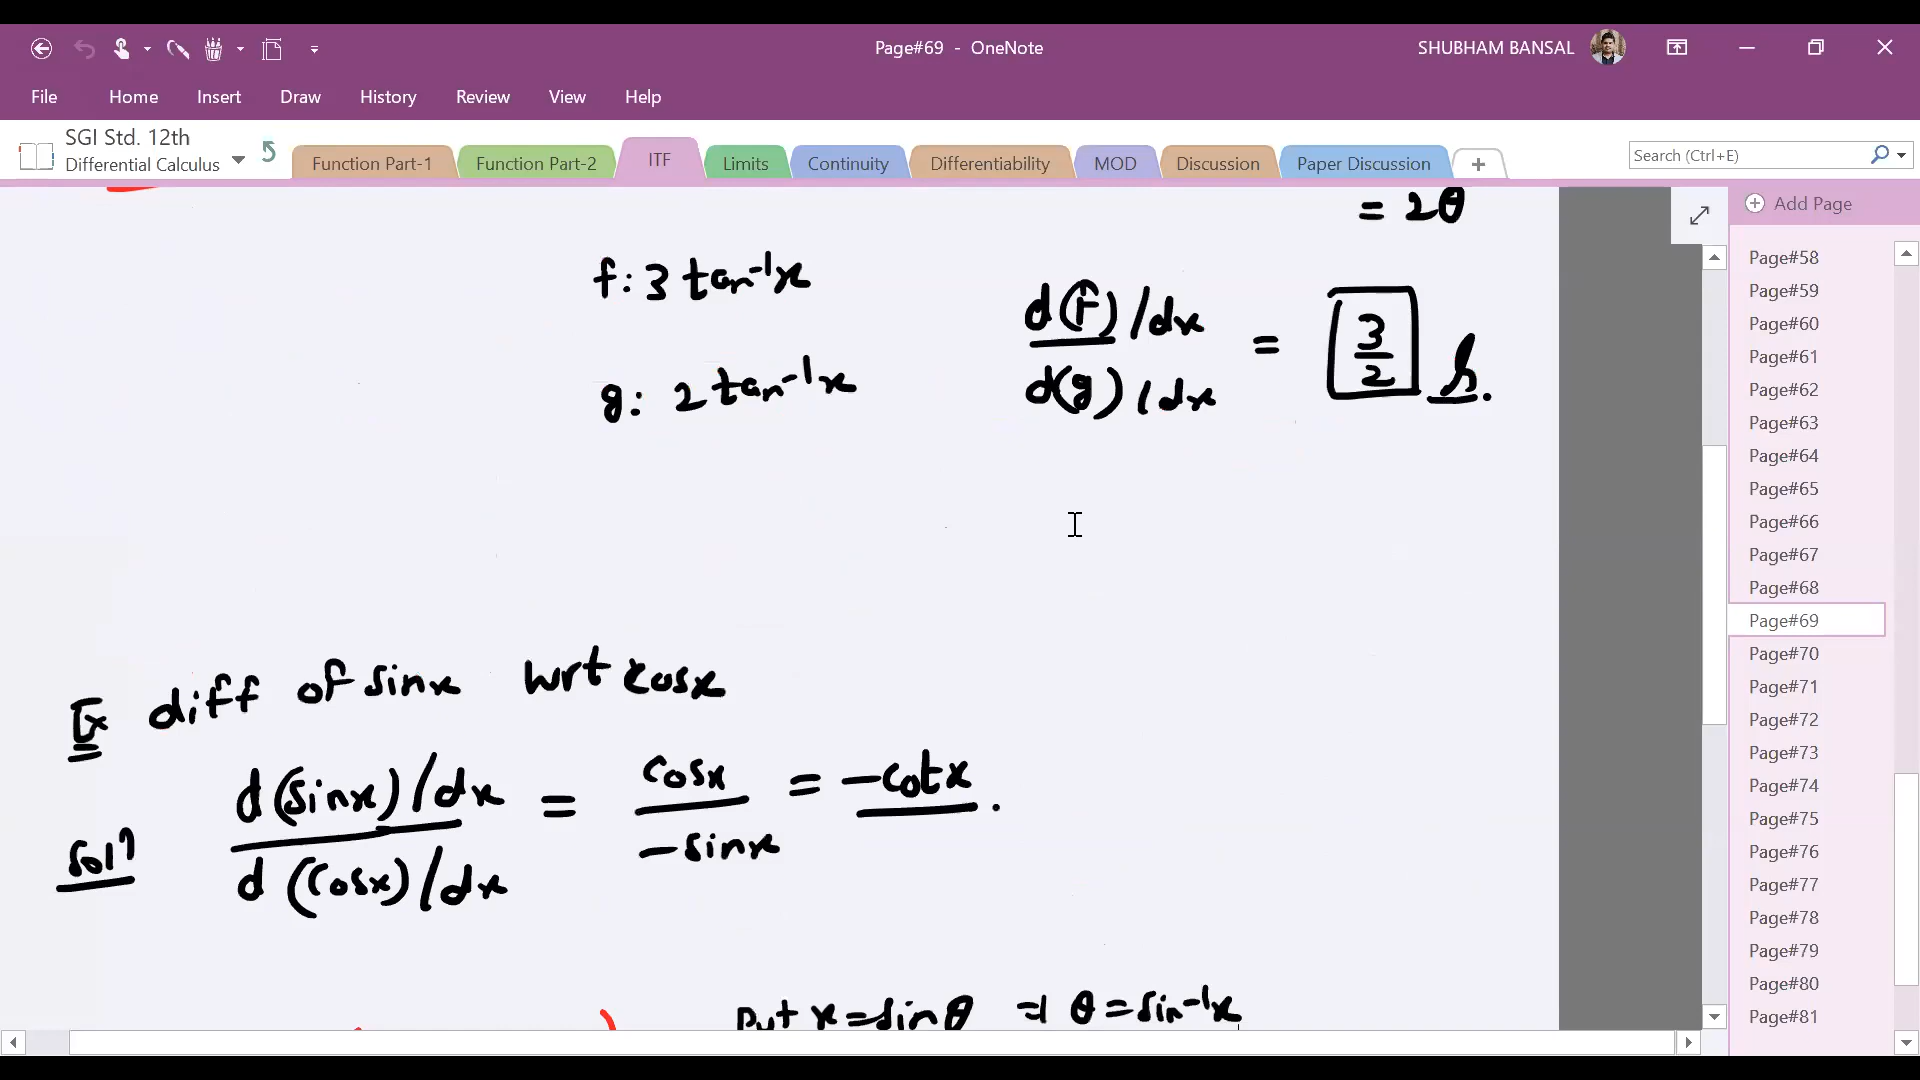 Page#69 - OneNote
SHUBHAM BANSAL
File Home Insert Draw History Review View Help
SGI Std. 12th
Differential Calculus
Function Part-1 Function Part-2 ITF Limits Continuity Differentiability MOD Discussion Paper Discussion +
Search (Ctrl+E)
Add Page
Page#58
Page#59
Page#60
Page#61
Page#62
Page#63
Page#64
Page#65
Page#66
Page#67
Page#68
Page#69
Page#70
Page#71
Page#72
Page#73
Page#74
Page#75
Page#76
Page#77
Page#78
Page#79
Page#80
Page#81
= 2θ
f: 3 tan⁻¹x
d(f)/dx / d(g)/dx = 3/2
g: 2 tan⁻¹x
Ex diff of sinx wrt cosx
Solⁿ d(sinx)/dx / d(cosx)/dx = cosx / -sinx = -cotx.
Put x = sinθ ⇒ θ = sin⁻¹x